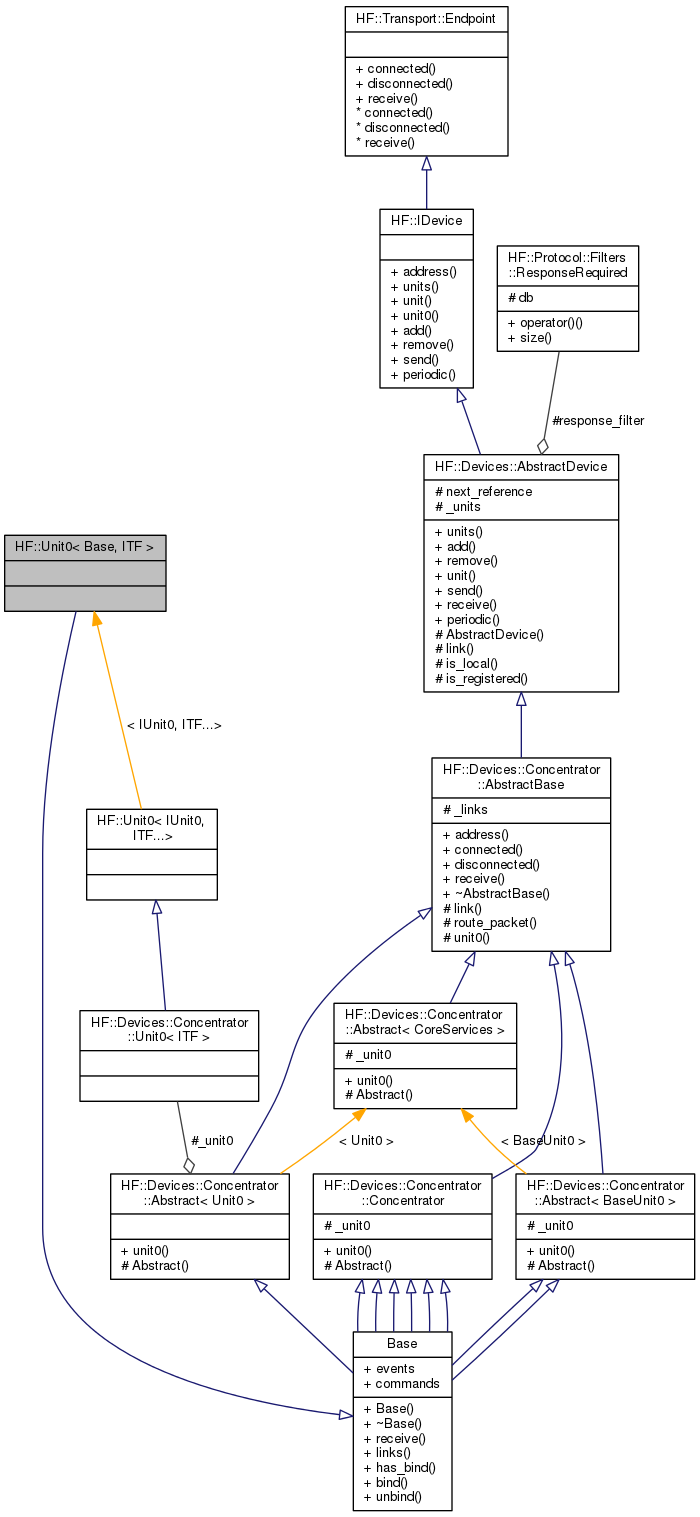 HF::Transport::Endpoint
+ connected()
+ disconnected()
+ receive()
* connected()
* disconnected()
* receive()
HF::IDevice
+ address()
+ units()
+ unit()
+ unit0()
+ add()
+ remove()
+ send()
+ periodic()
HF::Protocol::Filters
::ResponseRequired
# db
+ operator()()
+ size()
#response_filter
HF::Devices::AbstractDevice
# next_reference
# _units
+ units()
+ add()
+ remove()
+ unit()
+ send()
+ receive()
+ periodic()
# AbstractDevice()
# link()
# is_local()
# is_registered()
HF::Unit0< Base, ITF >
< IUnit0, ITF...>
HF::Devices::Concentrator
::AbstractBase
# _links
+ address()
+ connected()
+ disconnected()
+ receive()
+ ~AbstractBase()
# link()
# route_packet()
# unit0()
HF::Unit0< IUnit0,
ITF...>
HF::Devices::Concentrator
::Unit0< ITF >
HF::Devices::Concentrator
::Abstract< CoreServices >
# _unit0
+ unit0()
# Abstract()
#_unit0
< Unit0 >
< BaseUnit0 >
HF::Devices::Concentrator
::Abstract< Unit0 >
+ unit0()
# Abstract()
HF::Devices::Concentrator
::Concentrator
# _unit0
+ unit0()
# Abstract()
HF::Devices::Concentrator
::Abstract< BaseUnit0 >
# _unit0
+ unit0()
# Abstract()
Base
+ events
+ commands
+ Base()
+ ~Base()
+ receive()
+ links()
+ has_bind()
+ bind()
+ unbind()